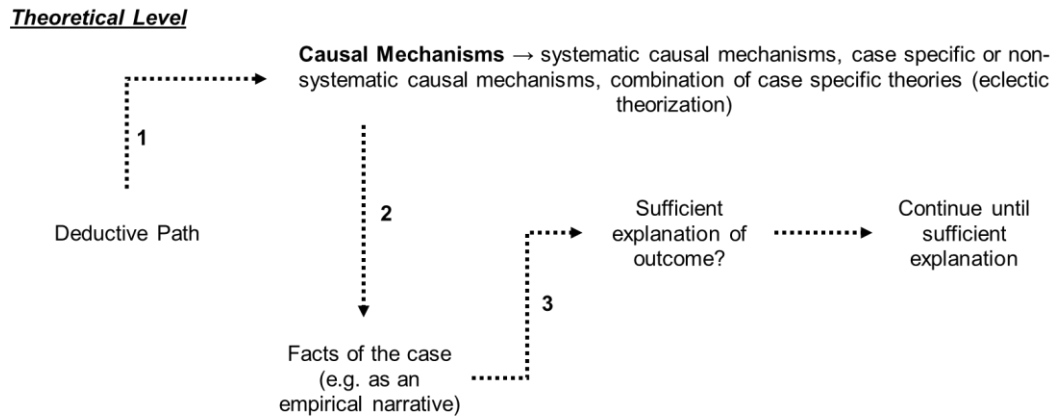 Theoretical Level
Causal Mechanisms → systematic causal mechanisms, case specific or non-
systematic causal mechanisms, combination of case specific theories (eclectic
theorization)
1
Deductive Path
2
Sufficient
explanation of
outcome?
Continue until
sufficient
explanation
3
Facts of the case
(e.g. as an
empirical narrative)